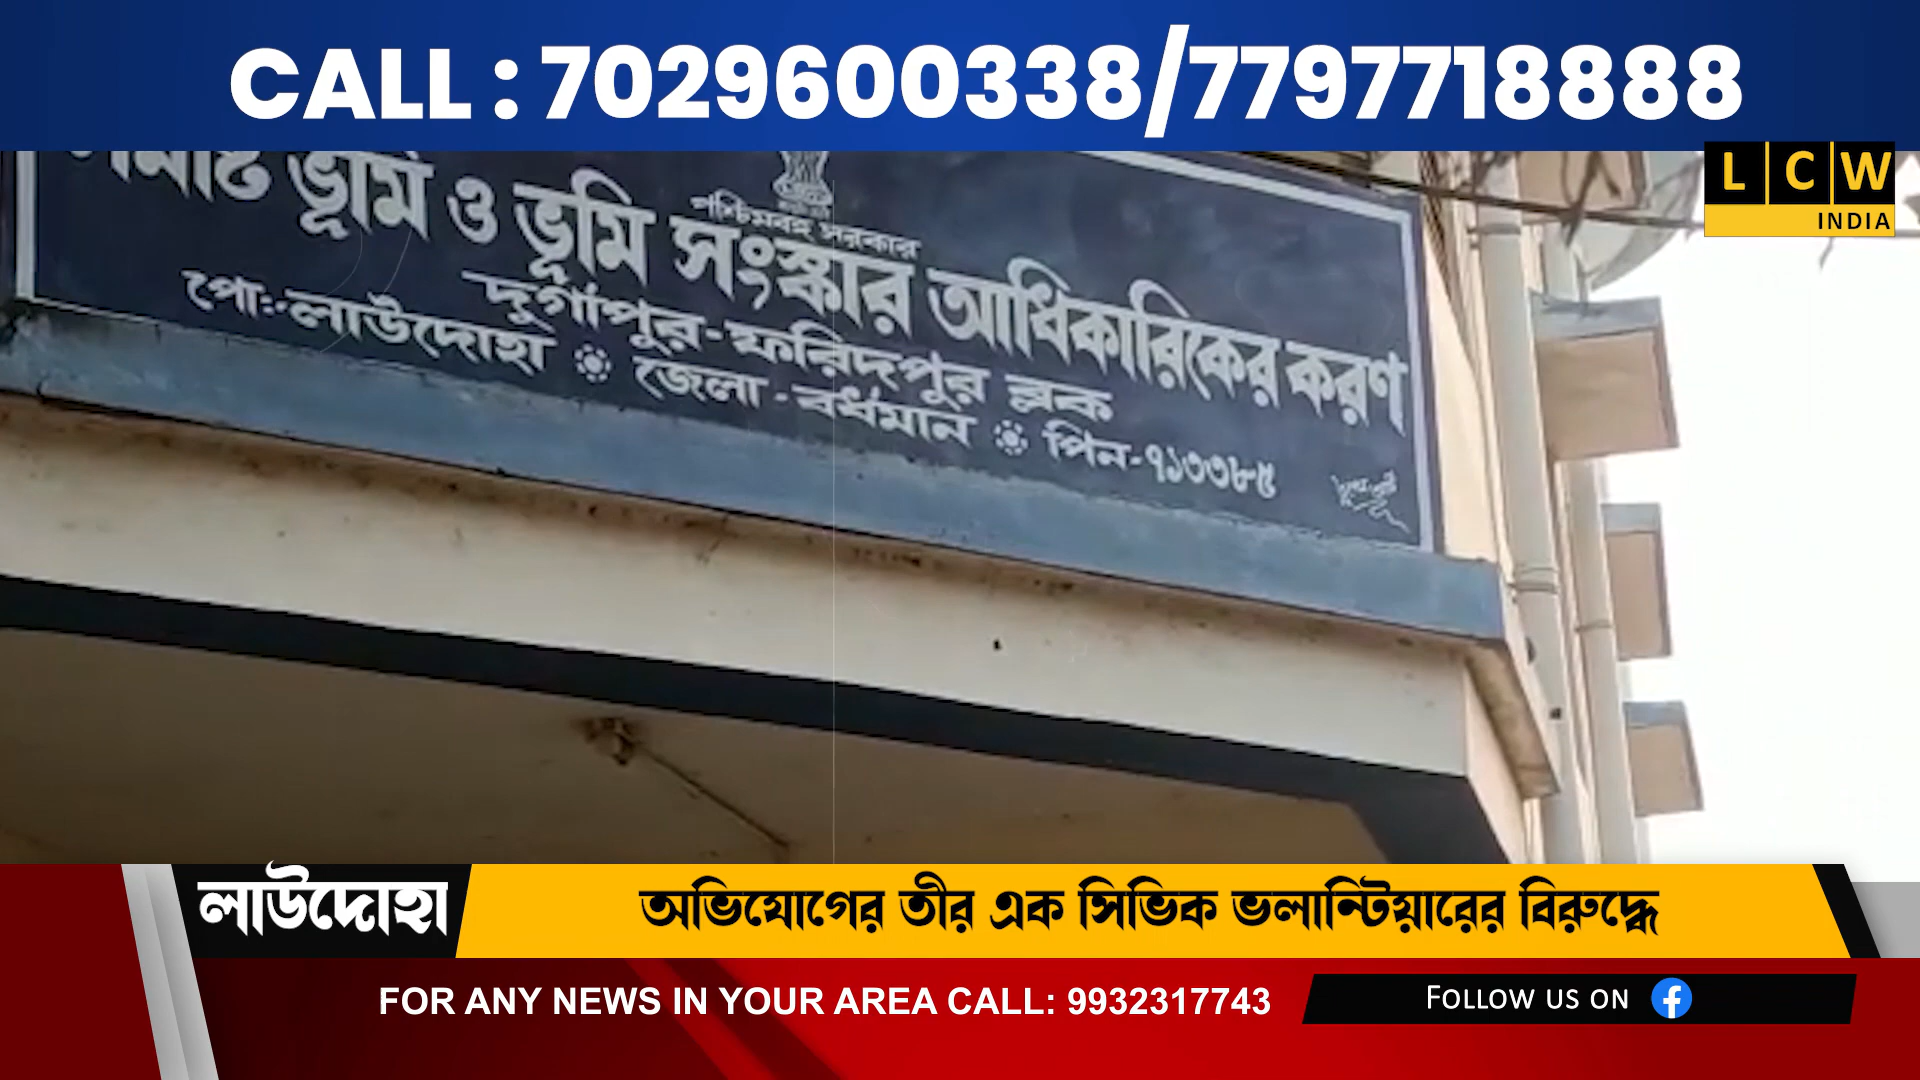 CALL : 7029600338/7797718888
L C W
INDIA
পশ্চিমবঙ্গ সরকার
ভূমি ও ভূমি সংস্কার আধিকারিকের করণ
দুর্গাপুর-ফরিদপুর ব্লক
পো:-লাউদোহা জেলা-বর্ধমান পিন-৭১৩৩৮৫
লাউদোহা
অভিযোগের তীর এক সিভিক ভলান্টিয়ারের বিরুদ্ধে
FOR ANY NEWS IN YOUR AREA CALL: 9932317743
FOLLOW US ON